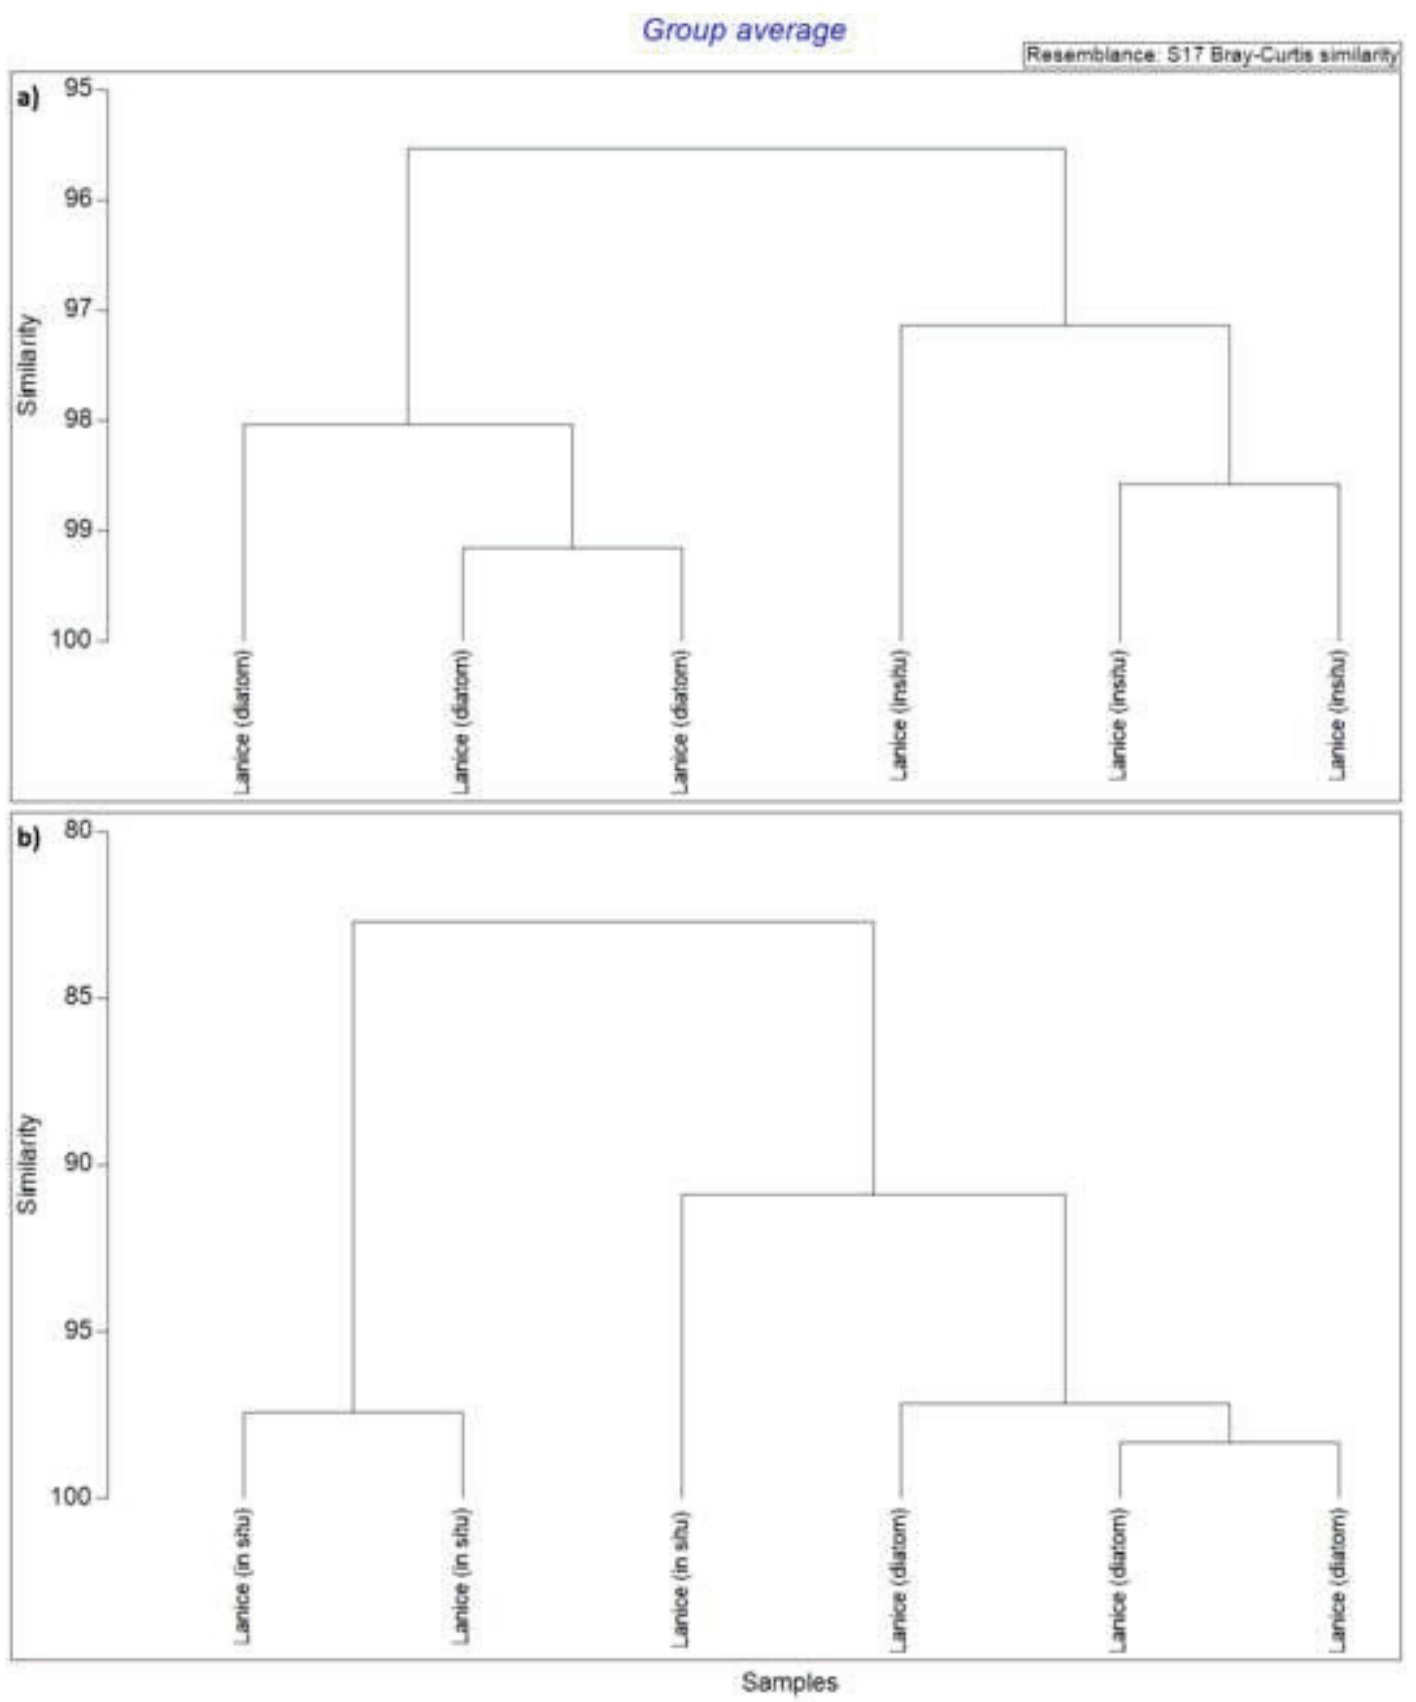 Group average
Resemblance: S17 Bray-Curtis similarity
a)
95
96
97
98
99
100
Similarity
Lanice (diatom)
Lanice (diatom)
Lanice (diatom)
Lanice (insitu)
Lanice (insitu)
Lanice (insitu)
b)
80
85
90
95
100
Similarity
Lanice (in situ)
Lanice (in situ)
Lanice (in situ)
Lanice (diatom)
Lanice (diatom)
Lanice (diatom)
Samples